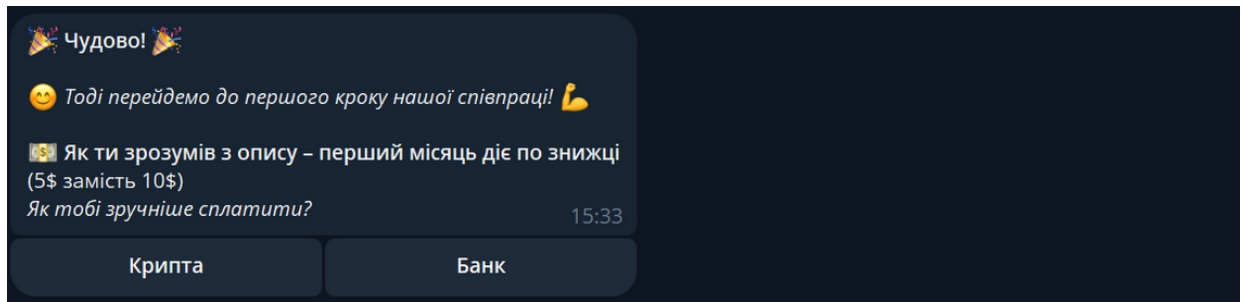 🎉 Чудово! 🎉
😊 Тоді перейдемо до першого кроку нашої співпраці! 💪
💵 Як ти зрозумів з опису – перший місяць діє по знижці
(5$ замість 10$)
Як тобі зручніше сплатити?
15:33
Крипта
Банк